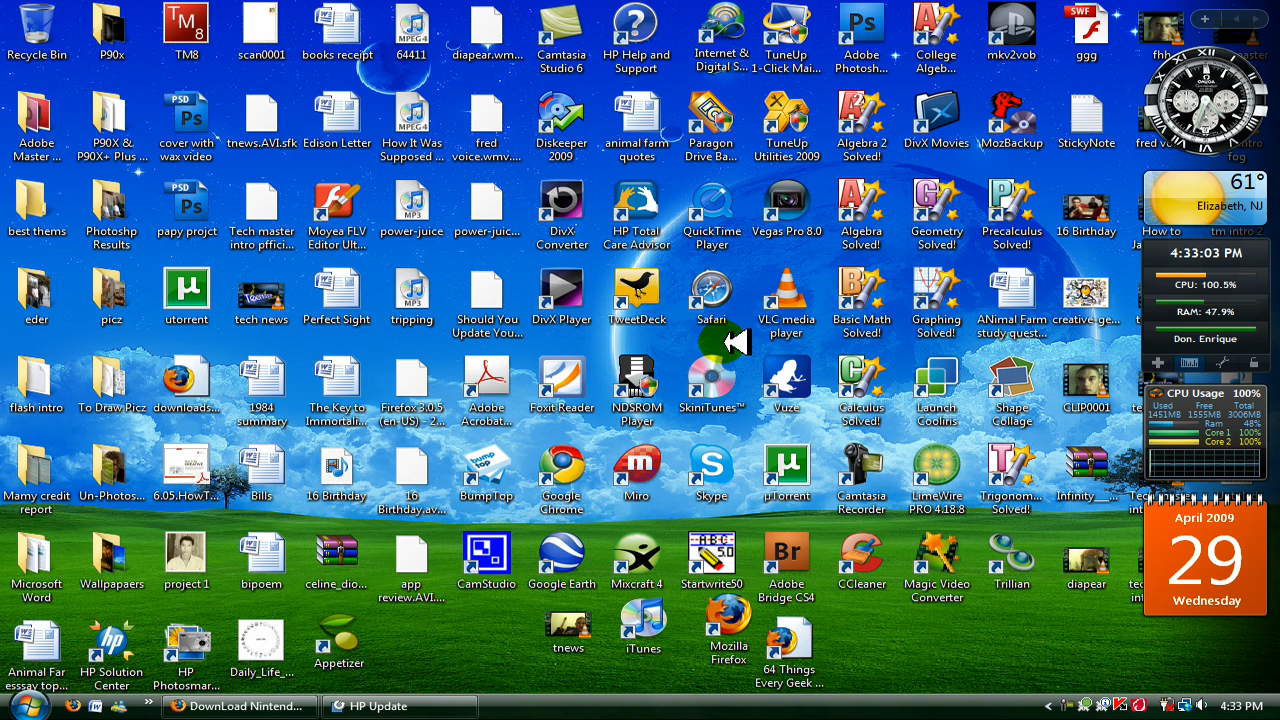 Recycle Bin
P90x
TM8
scan0001
books receipt
64411
diapear.wm...
Camtasia
Studio 6
HP Help and
Support
Internet &
Digital S...
TuneUp
1-Click Mai...
Adobe
Photosh...
College
Algeb...
mkv2vob
ggg
Adobe
Master ...
P90X &
P90X+ Plus ...
cover with
wax video
tnews.AVI.sfk
Edison Letter
How It Was
Supposed ...
fred
voice.wmv....
Diskeeper
2009
animal farm
quotes
Paragon
Drive Ba...
TuneUp
Utilities 2009
Algebra 2
Solved!
DivX Movies
MozBackup
StickyNote
best thems
Photoshp
Results
papy projct
Tech master
intro pffici...
Moyea FLV
Editor Ult...
power-juice
power-juic...
DivX
Converter
HP Total
Care Advisor
QuickTime
Player
Vegas Pro 8.0
Algebra
Solved!
Geometry
Solved!
Precalculus
Solved!
16 Birthday
61°
Elizabeth, NJ
eder
picz
utorrent
tech news
Perfect Sight
tripping
Should You
Update You...
DivX Player
TweetDeck
Safari
VLC media
player
Basic Math
Solved!
Graphing
Solved!
ANimal Farm
study quest...
creative-ge...
4:33:03 PM
CPU: 100.5%
RAM: 47.9%
Don. Enrique
flash intro
To Draw Picz
downloads...
1984
summary
The Key to
Immortali...
Firefox 3.0.5
(en-US) - 2...
Adobe
Acrobat...
Foxit Reader
NDSROM
Player
SkiniTunes™
Vuze
Calculus
Solved!
Launch
Cooliris
Shape
Collage
CLIP0001
CPU Usage 100%
Used Free Total
1451MB 1555MB 3006MB
Ram 48%
Core 1 100%
Core 2 100%
Mamy credit
report
Un-Photos...
6.05.HowT...
Bills
16 Birthday
16
Birthday.av...
BumpTop
Google
Chrome
Miro
Skype
µTorrent
Camtasia
Recorder
LimeWire
PRO 4.18.8
Trigonom...
Solved!
Infinity___...
April 2009
29
Wednesday
Microsoft
Word
Wallpapaers
project 1
bipoem
celine_dio...
app
review.AVI....
CamStudio
Google Earth
Mixcraft 4
Startwrite50
Adobe
Bridge CS4
CCleaner
Magic Video
Converter
Trillian
diapear
Animal Far
esssay top...
HP Solution
Center
HP
Photosmar...
Daily_Life_...
Appetizer
tnews
iTunes
Mozilla
Firefox
64 Things
Every Geek ...
DownLoad Nintend...
HP Update
4:33 PM